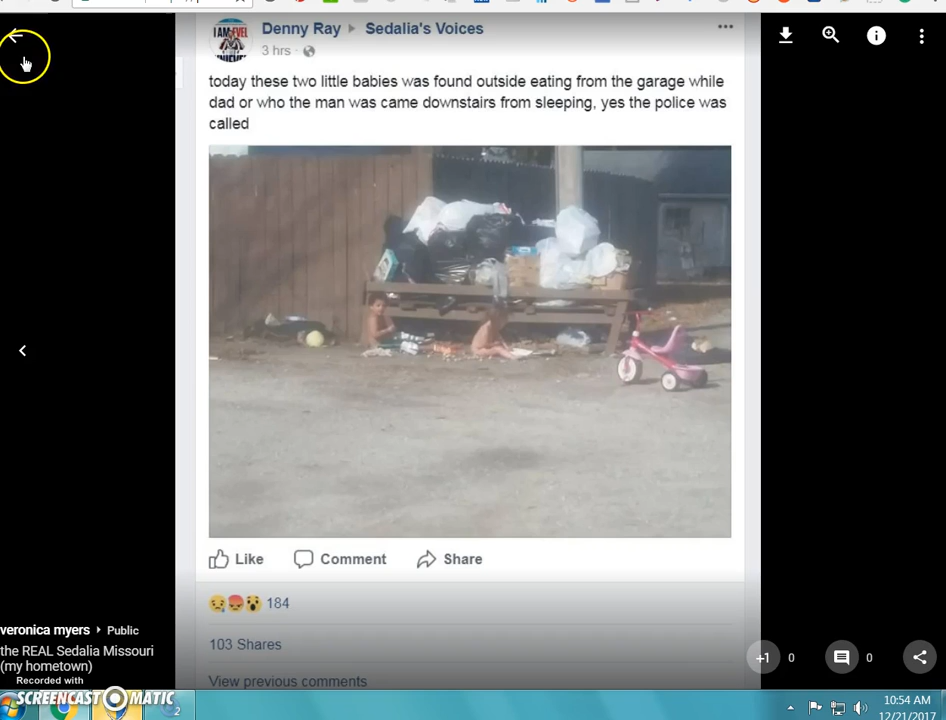 Denny Ray ▸ Sedalia's Voices
3 hrs ·
today these two little babies was found outside eating from the garage while
dad or who the man was came downstairs from sleeping, yes the police was
called
Like Comment Share
184
103 Shares
View previous comments
veronica myers ▸ Public
the REAL Sedalia Missouri
(my hometown)
+1 0 0
Recorded with
SCREENCAST MATIC
2
10:54 AM
12/21/2017